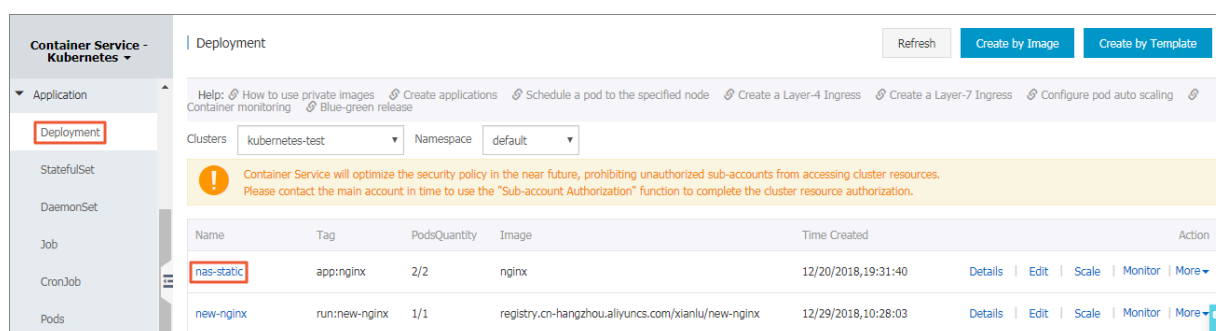 Container Service -
Kubernetes
Deployment
Refresh
Create by Image
Create by Template
Application
Help: How to use private images Create applications Schedule a pod to the specified node Create a Layer-4 Ingress Create a Layer-7 Ingress Configure pod auto scaling
Container monitoring Blue-green release
Deployment
Clusters kubernetes-test Namespace default
StatefulSet
Container Service will optimize the security policy in the near future, prohibiting unauthorized sub-accounts from accessing cluster resources.
Please contact the main account in time to use the "Sub-account Authorization" function to complete the cluster resource authorization.
DaemonSet
Job
CronJob
Pods
Name Tag PodsQuantity Image Time Created Action
nas-static app:nginx 2/2 nginx 12/20/2018,19:31:40 Details | Edit | Scale | Monitor | More
new-nginx run:new-nginx 1/1 registry.cn-hangzhou.aliyuncs.com/xianlu/new-nginx 12/29/2018,10:28:03 Details | Edit | Scale | Monitor | More